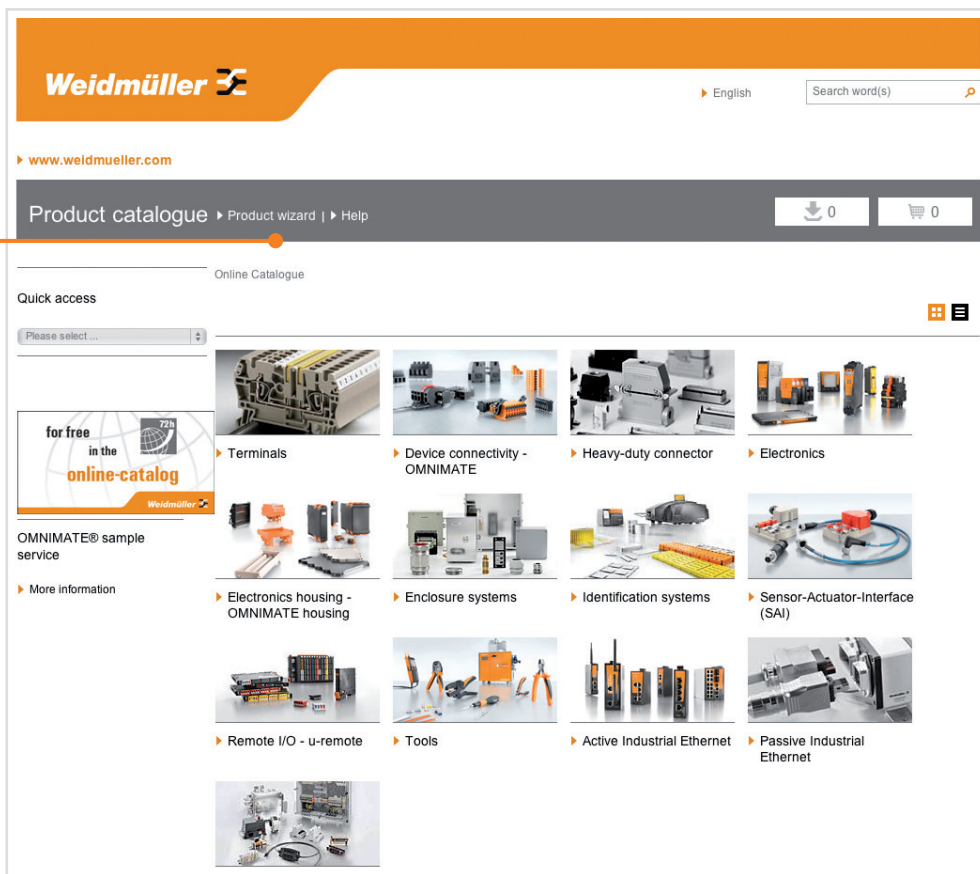 Weidmüller
English
Search word(s)
www.weidmueller.com
Product catalogue Product wizard | Help
0
0
Online Catalogue
Quick access
Please select ...
for free
72h
in the
online-catalog
Weidmüller
OMNIMATE® sample
service
More information
Terminals
Device connectivity -
OMNIMATE
Heavy-duty connector
Electronics
Electronics housing -
OMNIMATE housing
Enclosure systems
Identification systems
Sensor-Actuator-Interface
(SAI)
Remote I/O - u-remote
Tools
Active Industrial Ethernet
Passive Industrial
Ethernet